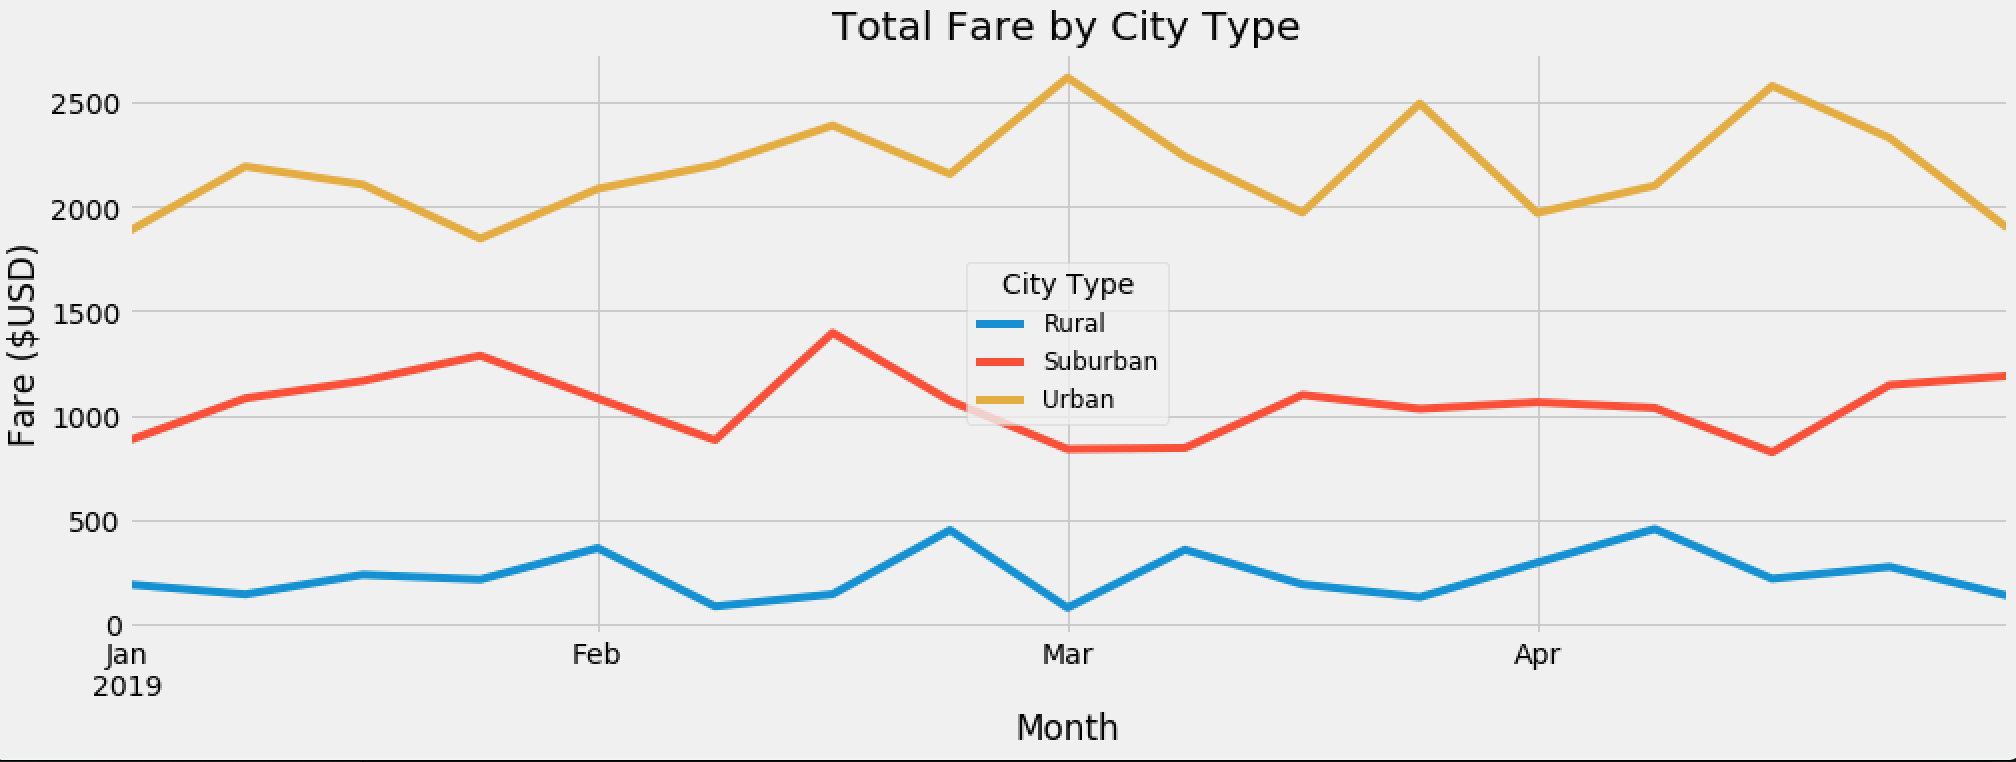 Total Fare by City Type
Fare ($USD)
2500
2000
1500
1000
500
0
City Type
Rural
Suburban
Urban
Jan Feb Mar Apr
2019
Month